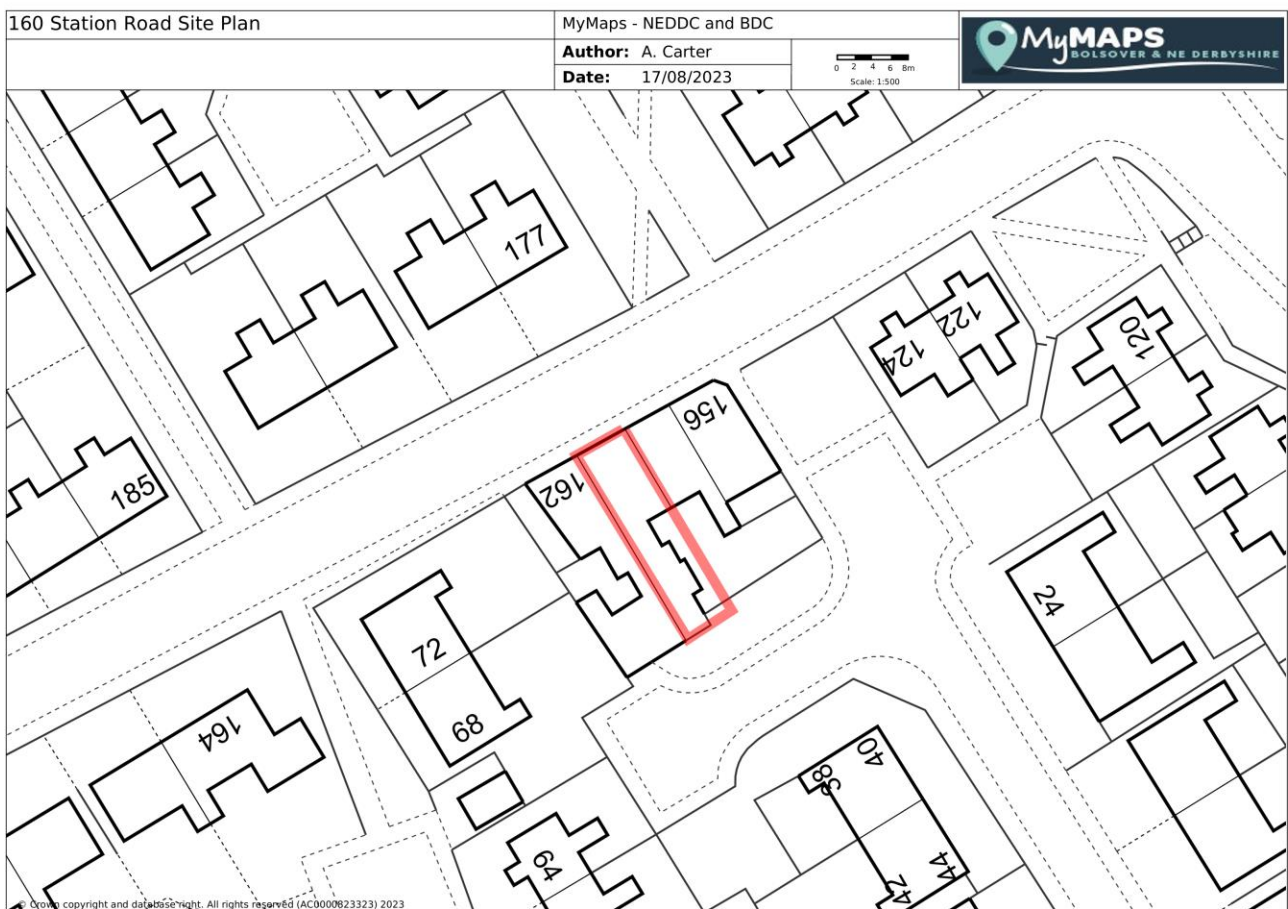 160 Station Road Site Plan
MyMaps - NEDDC and BDC
Author: A. Carter
Date: 17/08/2023
0 2 4 6 8m
Scale: 1:500
MyMAPS
BOLSOVER & NE DERBYSHIRE
177
122
124
120
156
185
162
24
72
68
164
40
38
64
44
42
© Crown copyright and database right. All rights reserved (AC0000823323) 2023